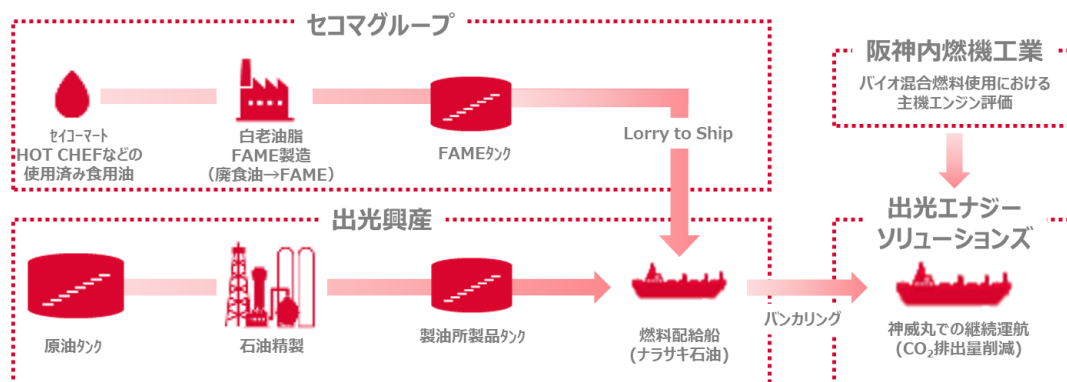 セコマグループ
セイコーマート
HOT CHEFなどの
使用済み食用油
白老油脂
FAME製造
（廃食油→FAME）
FAMEタンク
Lorry to Ship
阪神内燃機工業
バイオ混合燃料使用における
主機エンジン評価
出光興産
原油タンク
石油精製
製油所製品タンク
燃料配給船
(ナラサキ石油)
バンカリング
出光エナジー
ソリューションズ
神威丸での継続運航
(CO₂排出量削減)